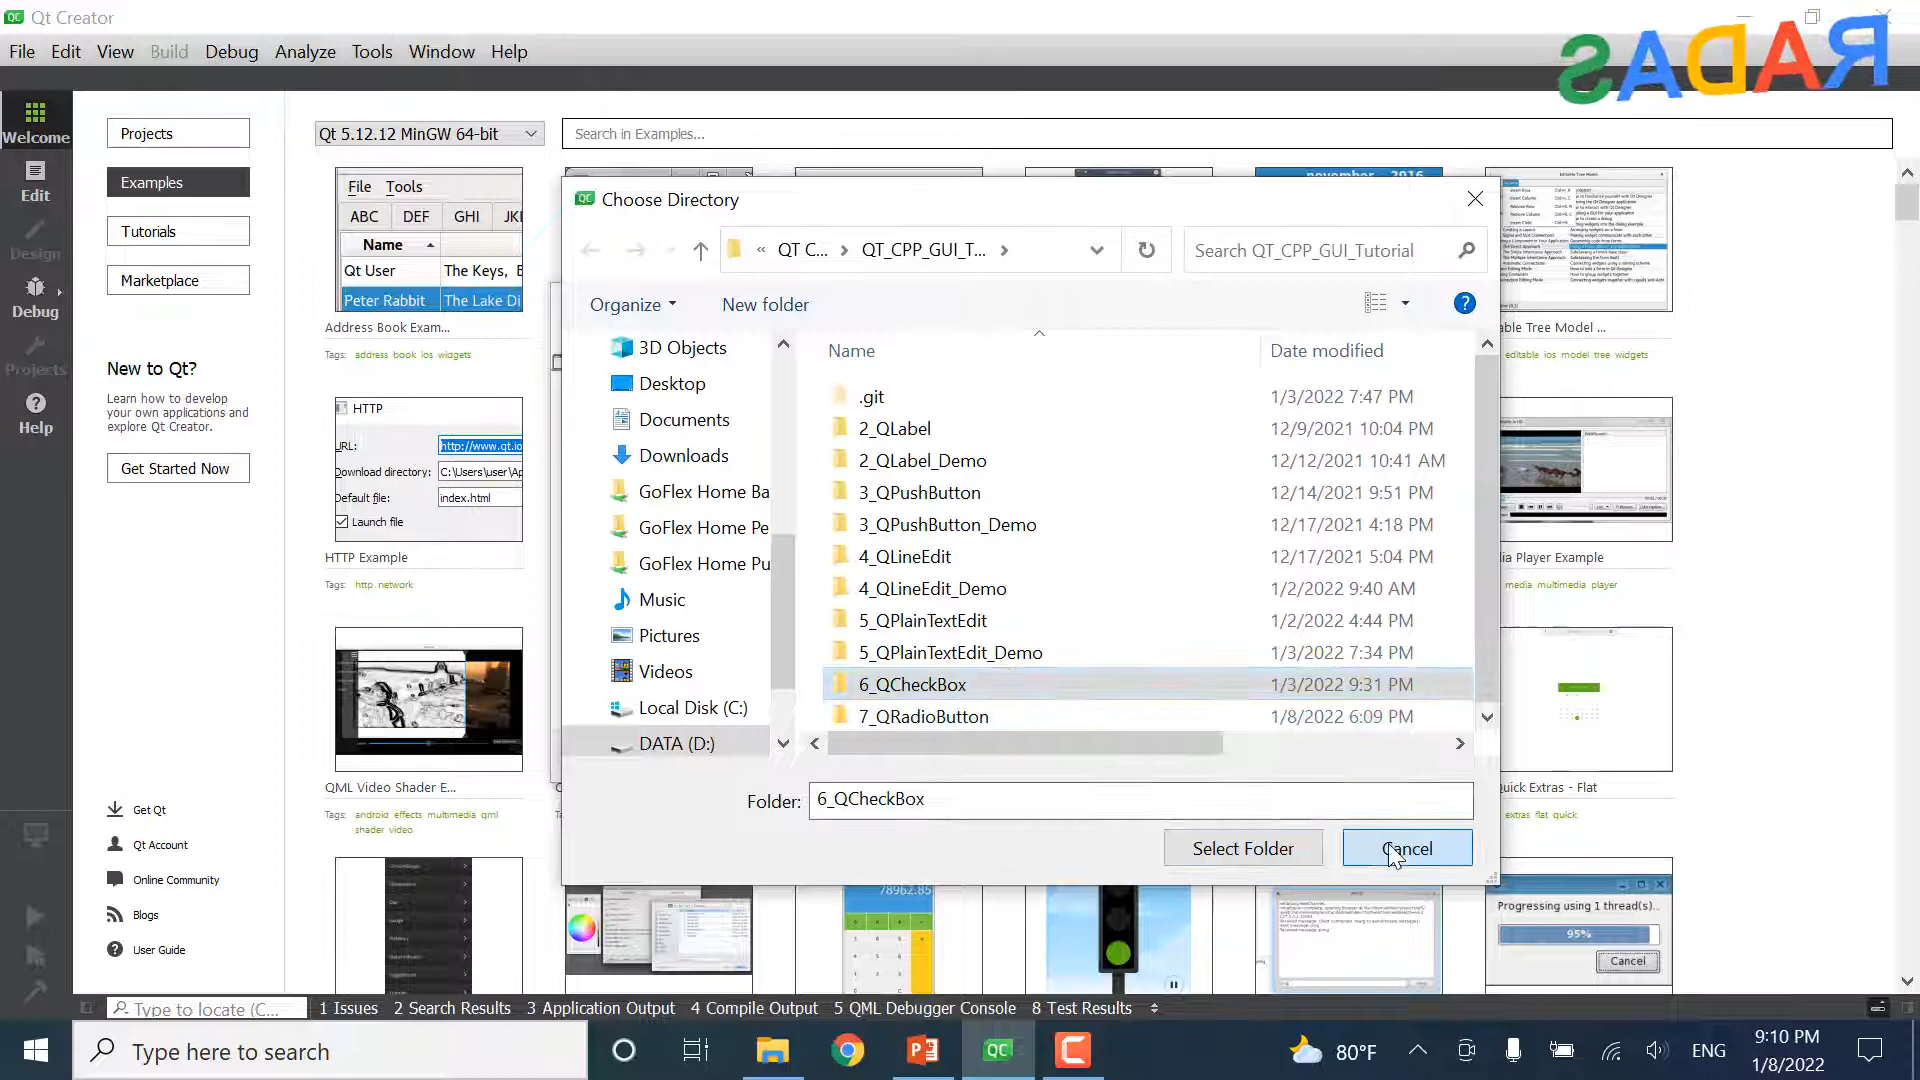 Qt Creator
File Edit View Build Debug Analyze Tools Window Help
RADAS
Welcome
Edit
Design
Debug
Projects
Help
Projects
Examples
Tutorials
Marketplace
New to Qt?
Learn how to develop
your own applications and
explore Qt Creator.
Get Started Now
Get Qt
Qt Account
Online Community
Blogs
User Guide
Qt 5.12.12 MinGW 64-bit
Search in Examples...
File Tools
ABC DEF GHI JKL
Name
Qt User The Keys, E
Peter Rabbit The Lake Di
Address Book Exam...
Tags: address book ios widgets
HTTP
URL: http://www.qt.io
Download directory: C:\Users\user\Ap
Default file: index.html
Launch file
HTTP Example
Tags: http network
QML Video Shader E...
Tags: android effects multimedia qml
shader video
november 2016
able Tree Model ...
editable ios model tree widgets
ia Player Example
media multimedia player
Quick Extras - Flat
extras flat quick
78962.85
Progressing using 1 thread(s)...
95%
Cancel
Choose Directory
« QT C... QT_CPP_GUI_T...
Search QT_CPP_GUI_Tutorial
Organize New folder
3D Objects
Desktop
Documents
Downloads
GoFlex Home Ba
GoFlex Home Pe
GoFlex Home Pu
Music
Pictures
Videos
Local Disk (C:)
DATA (D:)
Name Date modified
.git 1/3/2022 7:47 PM
2_QLabel 12/9/2021 10:04 PM
2_QLabel_Demo 12/12/2021 10:41 AM
3_QPushButton 12/14/2021 9:51 PM
3_QPushButton_Demo 12/17/2021 4:18 PM
4_QLineEdit 12/17/2021 5:04 PM
4_QLineEdit_Demo 1/2/2022 9:40 AM
5_QPlainTextEdit 1/2/2022 4:44 PM
5_QPlainTextEdit_Demo 1/3/2022 7:34 PM
6_QCheckBox 1/3/2022 9:31 PM
7_QRadioButton 1/8/2022 6:09 PM
Folder: 6_QCheckBox
Select Folder Cancel
Type to locate (C... 1 Issues 2 Search Results 3 Application Output 4 Compile Output 5 QML Debugger Console 8 Test Results
Type here to search
80°F ENG
9:10 PM
1/8/2022